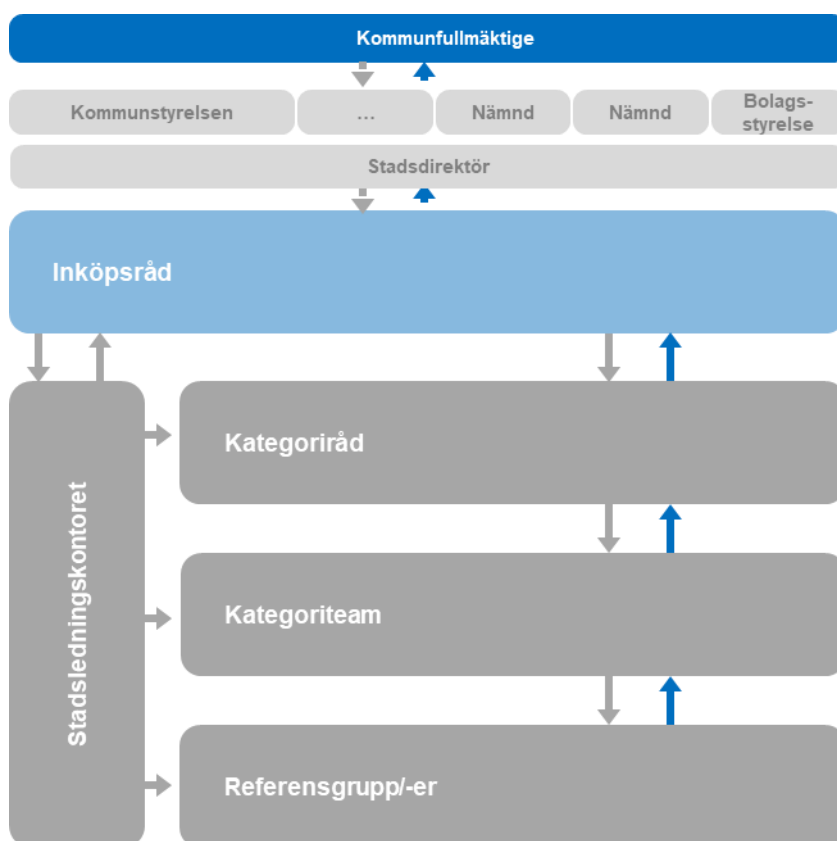 Kommunfullmäktige
Kommunstyrelsen
...
Nämnd
Nämnd
Bolags-
styrelse
Stadsdirektör
Inköpsråd
Stadsledningskontoret
Kategoriråd
Kategoriteam
Referensgrupp/-er